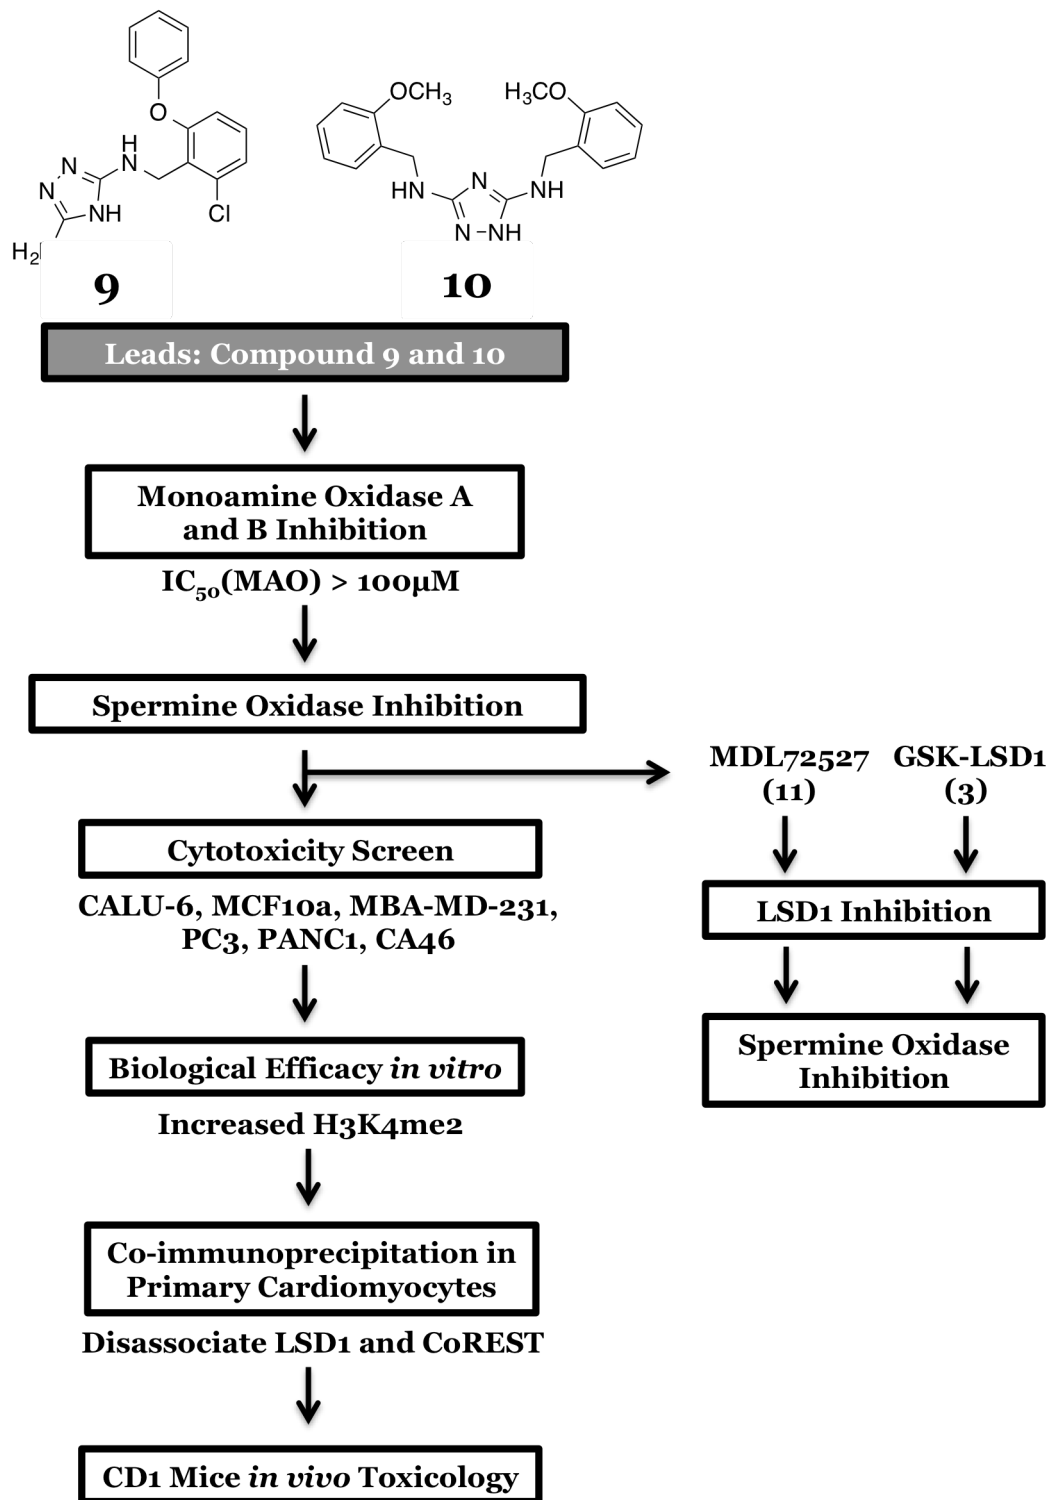 O
H
N
N
N
NH
Cl
H2
OCH3
H3CO
HN
N
NH
N
NH
9
10
Leads: Compound 9 and 10
Monoamine Oxidase A
and B Inhibition
IC50(MAO) > 100µM
Spermine Oxidase Inhibition
MDL72527
(11)
GSK-LSD1
(3)
Cytotoxicity Screen
CALU-6, MCF10a, MBA-MD-231,
PC3, PANC1, CA46
LSD1 Inhibition
Biological Efficacy in vitro
Increased H3K4me2
Spermine Oxidase
Inhibition
Co-immunoprecipitation in
Primary Cardiomyocytes
Disassociate LSD1 and CoREST
CD1 Mice in vivo Toxicology